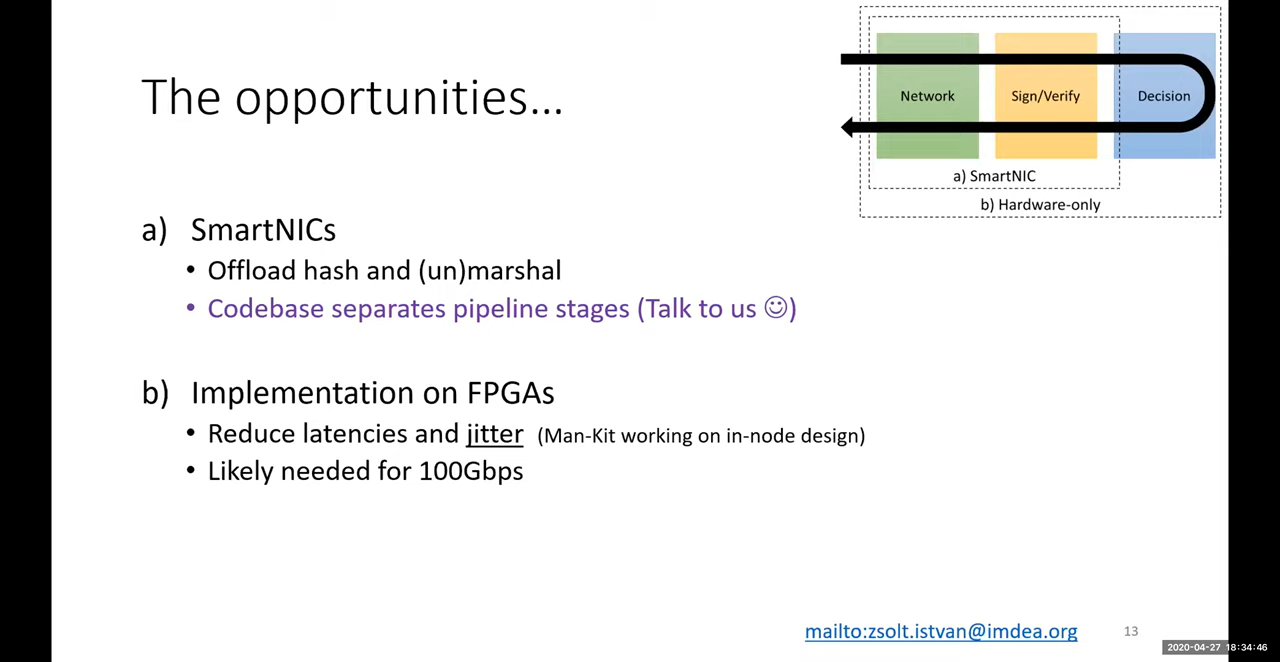 The opportunities...
Network Sign/Verify Decision
a) SmartNIC
b) Hardware-only
a) SmartNICs
• Offload hash and (un)marshal
• Codebase separates pipeline stages (Talk to us ☺)
b) Implementation on FPGAs
• Reduce latencies and jitter (Man-Kit working on in-node design)
• Likely needed for 100Gbps
mailto:zsolt.istvan@imdea.org 13
2020-04-27 18:34:46